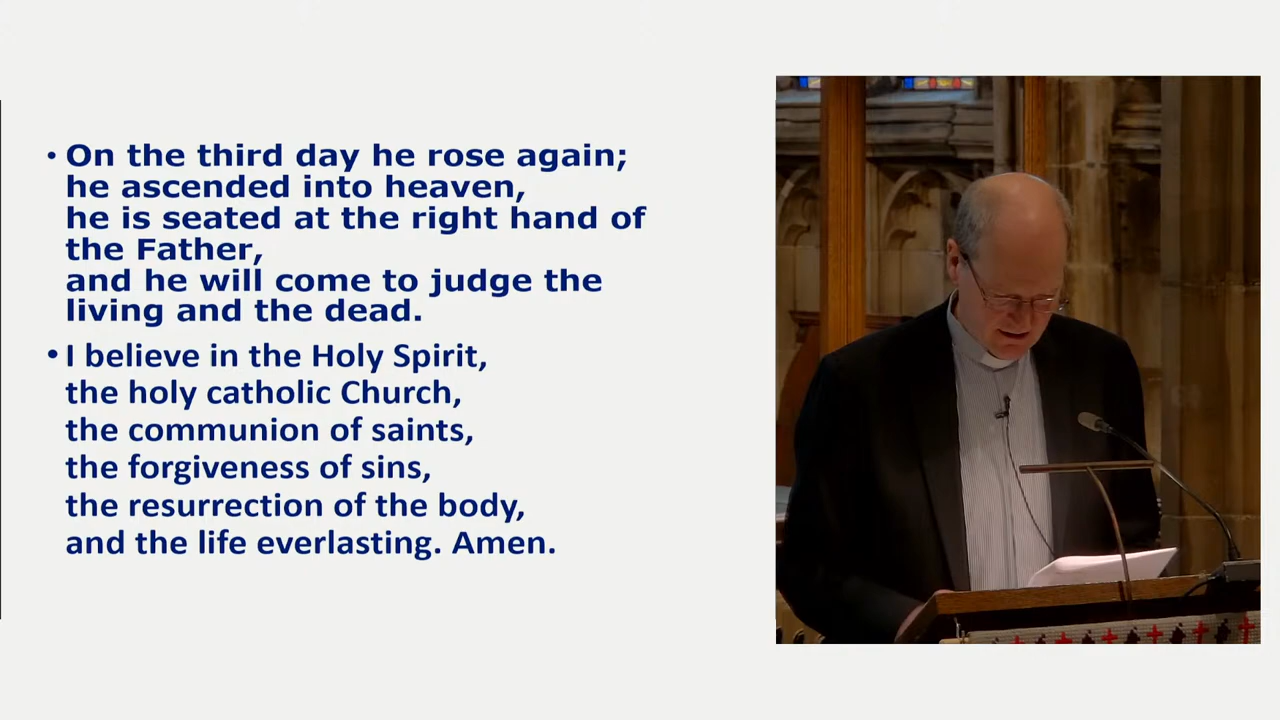 • On the third day he rose again;
he ascended into heaven,
he is seated at the right hand of
the Father,
and he will come to judge the
living and the dead.
• I believe in the Holy Spirit,
the holy catholic Church,
the communion of saints,
the forgiveness of sins,
the resurrection of the body,
and the life everlasting. Amen.